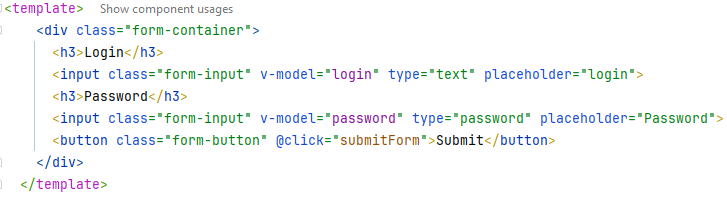 <template> Show component usages
<div class="form-container">
<h3>Login</h3>
<input class="form-input" v-model="login" type="text" placeholder="login">
<h3>Password</h3>
<input class="form-input" v-model="password" type="password" placeholder="Password">
<button class="form-button" @click="submitForm">Submit</button>
</div>
</template>